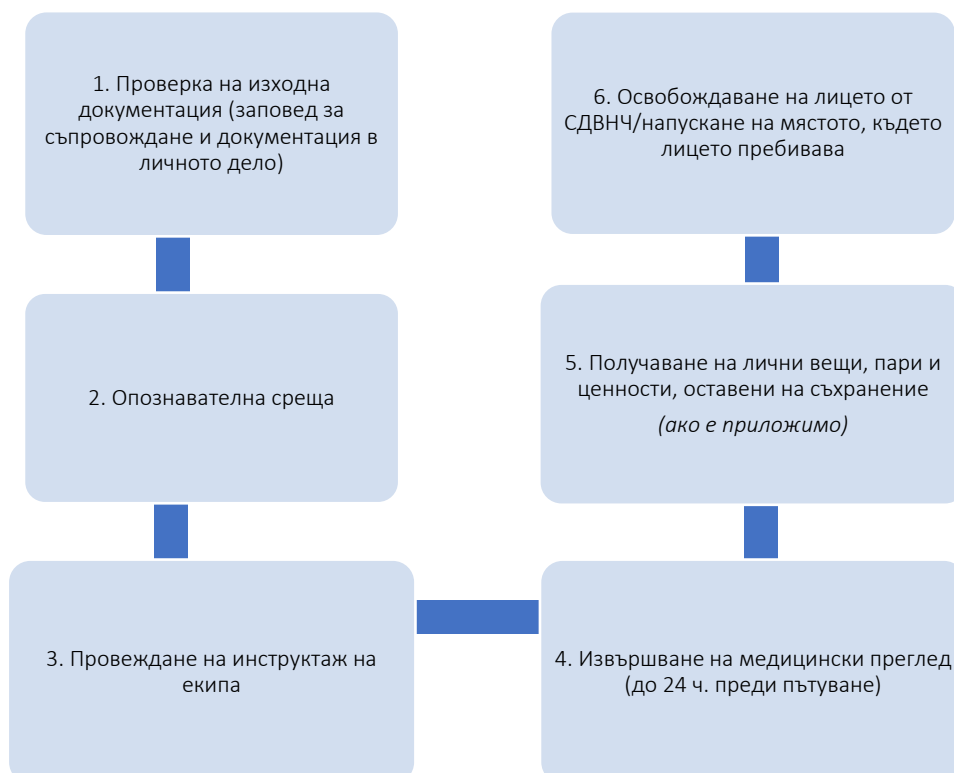 1. Проверка на изходна
документация (заповед за
съпровождане и документация в
личното дело)
2. Опознавателна среща
3. Провеждане на инструктаж на
екипа
4. Извършване на медицински преглед
(до 24 ч. преди пътуване)
5. Получаване на лични вещи, пари и
ценности, оставени на съхранение
(ако е приложимо)
6. Освобождаване на лицето от
СДВНЧ/напускане на мястото, където
лицето пребивава